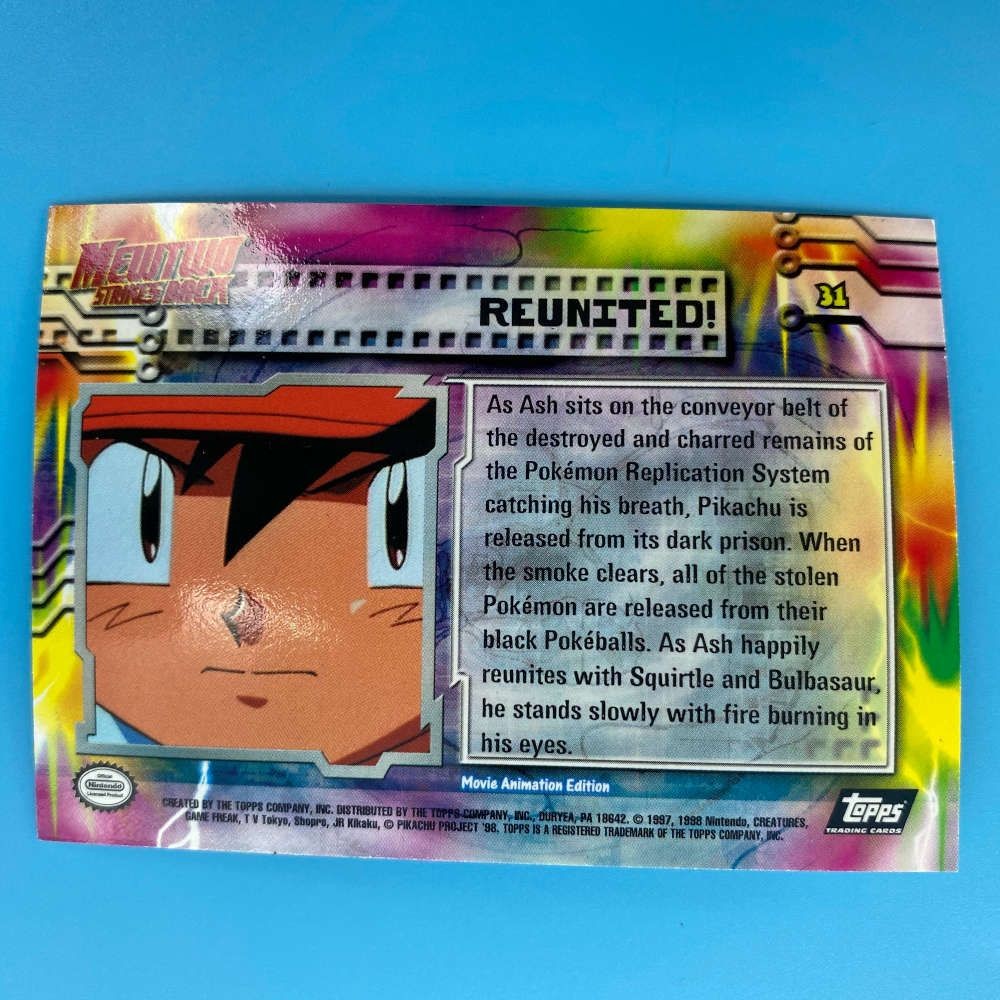 MEWTWO
STRIKES BACK
REUNITED!
31
As Ash sits on the conveyor belt of
the destroyed and charred remains of
the Pokémon Replication System
catching his breath, Pikachu is
released from its dark prison. When
the smoke clears, all of the stolen
Pokémon are released from their
black Pokéballs. As Ash happily
reunites with Squirtle and Bulbasaur,
he stands slowly with fire burning in
his eyes.
Movie Animation Edition
Official
Nintendo
Licensed Product
CREATED BY THE TOPPS COMPANY, INC. DISTRIBUTED BY THE TOPPS COMPANY, INC., DURYEA, PA 18642. © 1997, 1998 Nintendo, CREATURES,
GAME FREAK, T V Tokyo, Shopro, JR Kikaku, © PIKACHU PROJECT '98. TOPPS IS A REGISTERED TRADEMARK OF THE TOPPS COMPANY, INC.
topps
TRADING CARDS